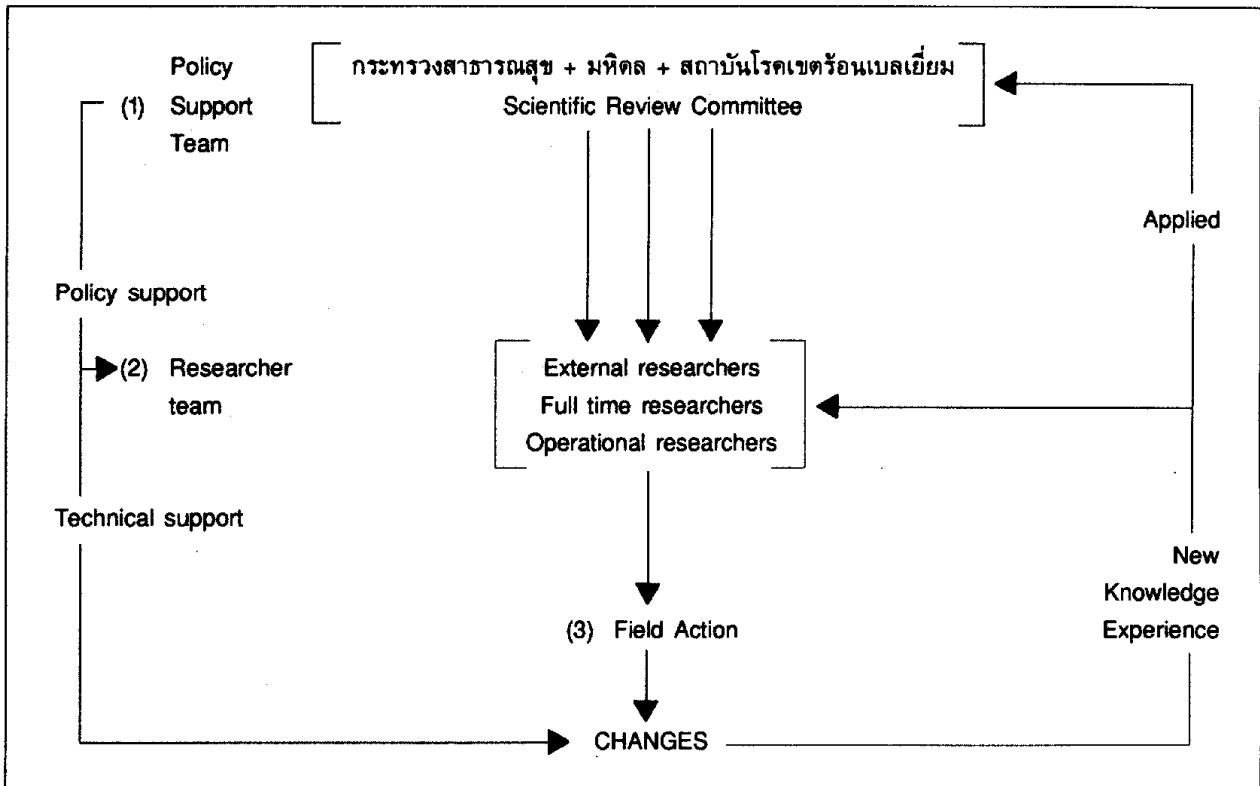 Policy
กระทรวงสาธารณสุข + มหิดล + สถาบันโรคเขตร้อนเบลเยี่ยม
(1) Support
Scientific Review Committee
Team
Applied
Policy support
(2) Researcher
team
External researchers
Full time researchers
Operational researchers
Technical support
New
Knowledge
Experience
(3) Field Action
CHANGES